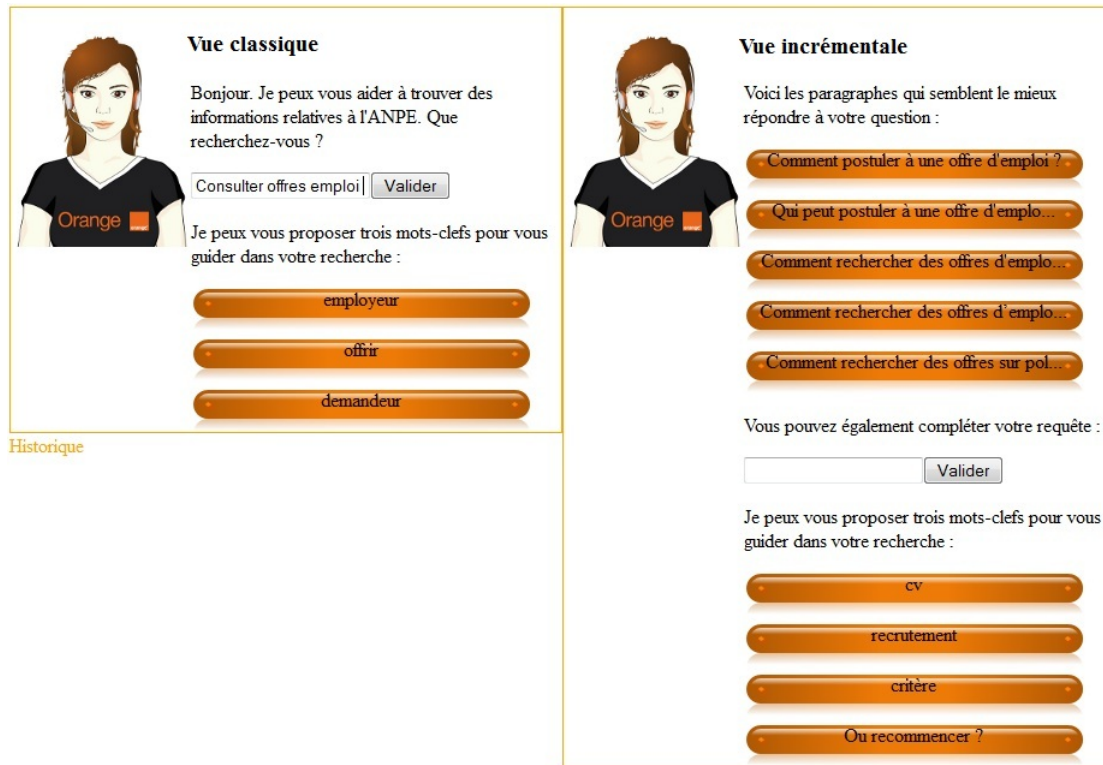 Vue classique
Bonjour. Je peux vous aider à trouver des
informations relatives à l'ANPE. Que
recherchez-vous ?
Consulter offres emploi Valider
Orange
orange
Je peux vous proposer trois mots-clefs pour vous
guider dans votre recherche :
employeur
offrir
demandeur
Historique
Vue incrémentale
Voici les paragraphes qui semblent le mieux
répondre à votre question :
Comment postuler à une offre d'emploi ?
Qui peut postuler à une offre d'emplo...
Orange
orange
Comment rechercher des offres d'emplo...
Comment rechercher des offres d’emplo...
Comment rechercher des offres sur pol...
Vous pouvez également compléter votre requête :
Valider
Je peux vous proposer trois mots-clefs pour vous
guider dans votre recherche :
cv
recrutement
critère
Ou recommencer ?